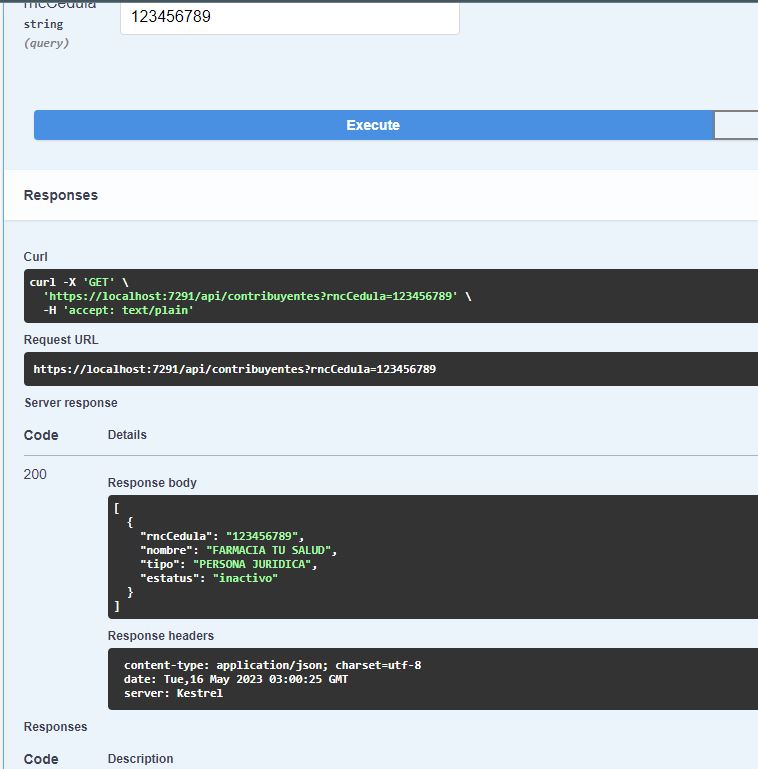 rncCedula
string
123456789
(query)
Execute
Responses
Curl
curl -X 'GET' \
  'https://localhost:7291/api/contribuyentes?rncCedula=123456789' \
  -H 'accept: text/plain'
Request URL
https://localhost:7291/api/contribuyentes?rncCedula=123456789
Server response
Code Details
200
Response body
[
  {
    "rncCedula": "123456789",
    "nombre": "FARMACIA TU SALUD",
    "tipo": "PERSONA JURIDICA",
    "estatus": "inactivo"
  }
]
Response headers
content-type: application/json; charset=utf-8
date: Tue,16 May 2023 03:00:25 GMT
server: Kestrel
Responses
Code Description